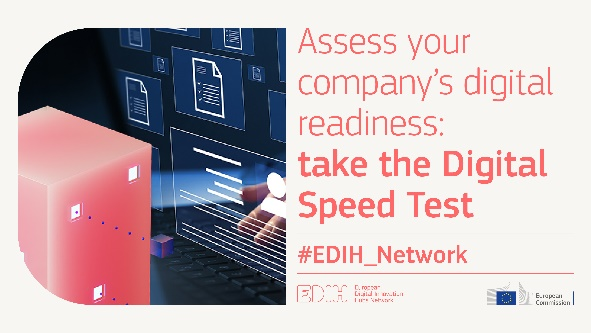 Assess your
company's digital
readiness:
take the Digital
Speed Test
#EDIH_Network
EDIH
European
Digital Innovation
Hubs Network
European
Commission